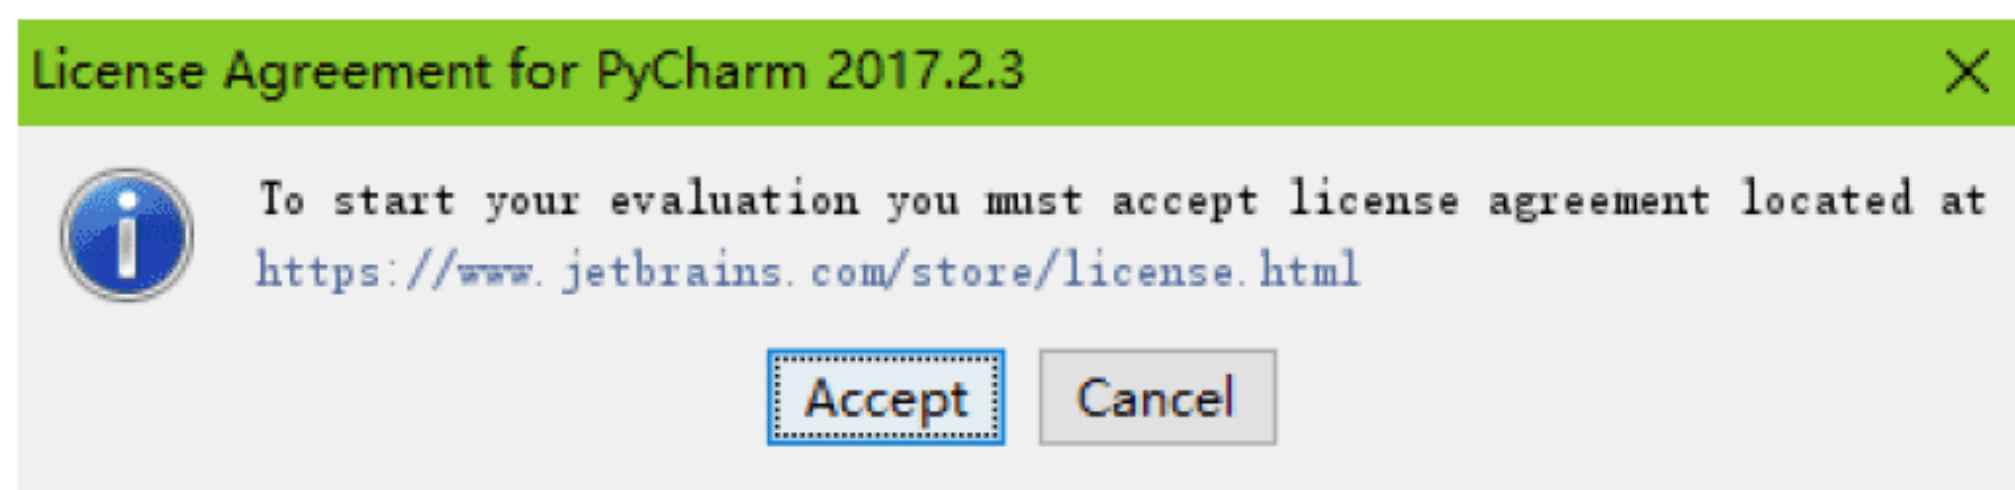 License Agreement for PyCharm 2017.2.3
To start your evaluation you must accept license agreement located at
https://www.jetbrains.com/store/license.html
Accept Cancel